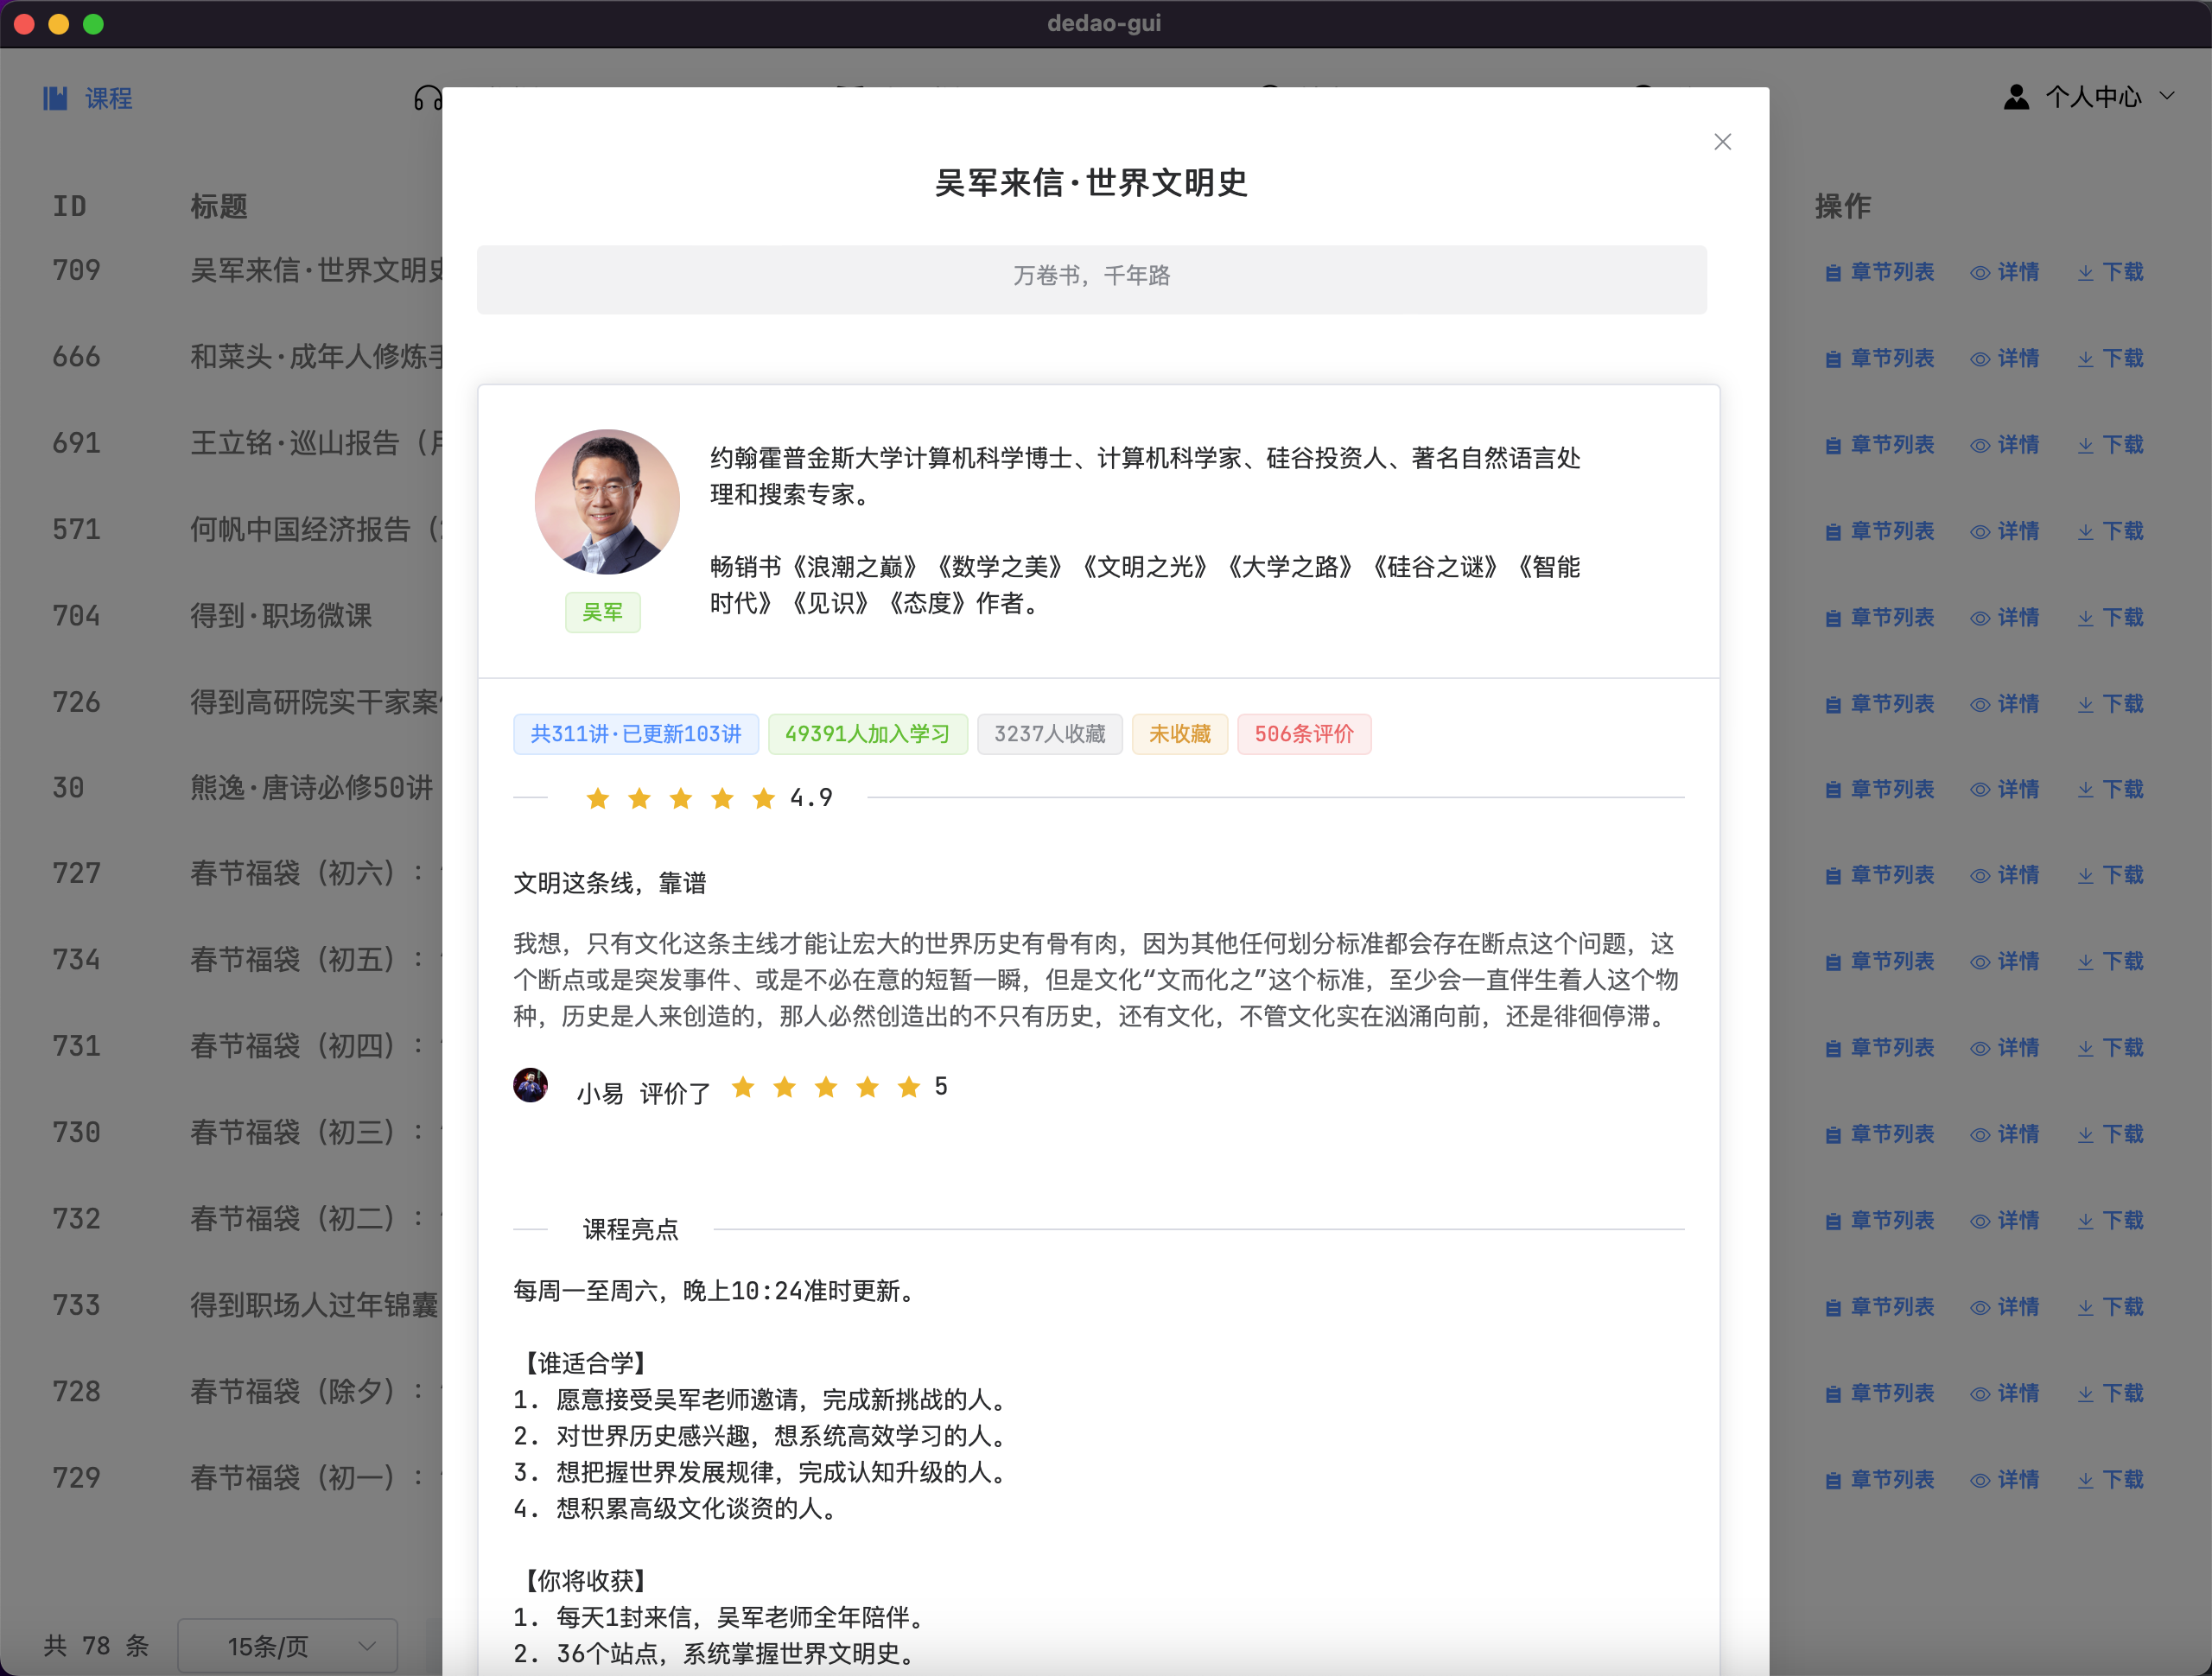 dedao-gui
课程
个人中心
ID 标题 操作
709 吴军来信·世界文明史 章节列表 详情 下载
666 和菜头·成年人修炼手 章节列表 详情 下载
691 王立铭·巡山报告（月 章节列表 详情 下载
571 何帆中国经济报告（ 章节列表 详情 下载
704 得到·职场微课 章节列表 详情 下载
726 得到高研院实干家案 章节列表 详情 下载
30 熊逸·唐诗必修50讲 章节列表 详情 下载
727 春节福袋（初六）： 章节列表 详情 下载
734 春节福袋（初五）： 章节列表 详情 下载
731 春节福袋（初四）： 章节列表 详情 下载
730 春节福袋（初三）： 章节列表 详情 下载
732 春节福袋（初二）： 章节列表 详情 下载
733 得到职场人过年锦囊 章节列表 详情 下载
728 春节福袋（除夕）： 章节列表 详情 下载
729 春节福袋（初一）： 章节列表 详情 下载
共 78 条 15条/页
吴军来信·世界文明史
万卷书，千年路
约翰霍普金斯大学计算机科学博士、计算机科学家、硅谷投资人、著名自然语言处
理和搜索专家。
畅销书《浪潮之巅》《数学之美》《文明之光》《大学之路》《硅谷之谜》《智能
时代》《见识》《态度》作者。
吴军
共311讲·已更新103讲 49391人加入学习 3237人收藏 未收藏 506条评价
4.9
文明这条线，靠谱
我想，只有文化这条主线才能让宏大的世界历史有骨有肉，因为其他任何划分标准都会存在断点这个问题，这
个断点或是突发事件、或是不必在意的短暂一瞬，但是文化“文而化之”这个标准，至少会一直伴生着人这个物
种，历史是人来创造的，那人必然创造出的不只有历史，还有文化，不管文化实在汹涌向前，还是徘徊停滞。
小易 评价了 5
课程亮点
每周一至周六，晚上10:24准时更新。
【谁适合学】
1. 愿意接受吴军老师邀请，完成新挑战的人。
2. 对世界历史感兴趣，想系统高效学习的人。
3. 想把握世界发展规律，完成认知升级的人。
4. 想积累高级文化谈资的人。
【你将收获】
1. 每天1封来信，吴军老师全年陪伴。
2. 36个站点，系统掌握世界文明史。